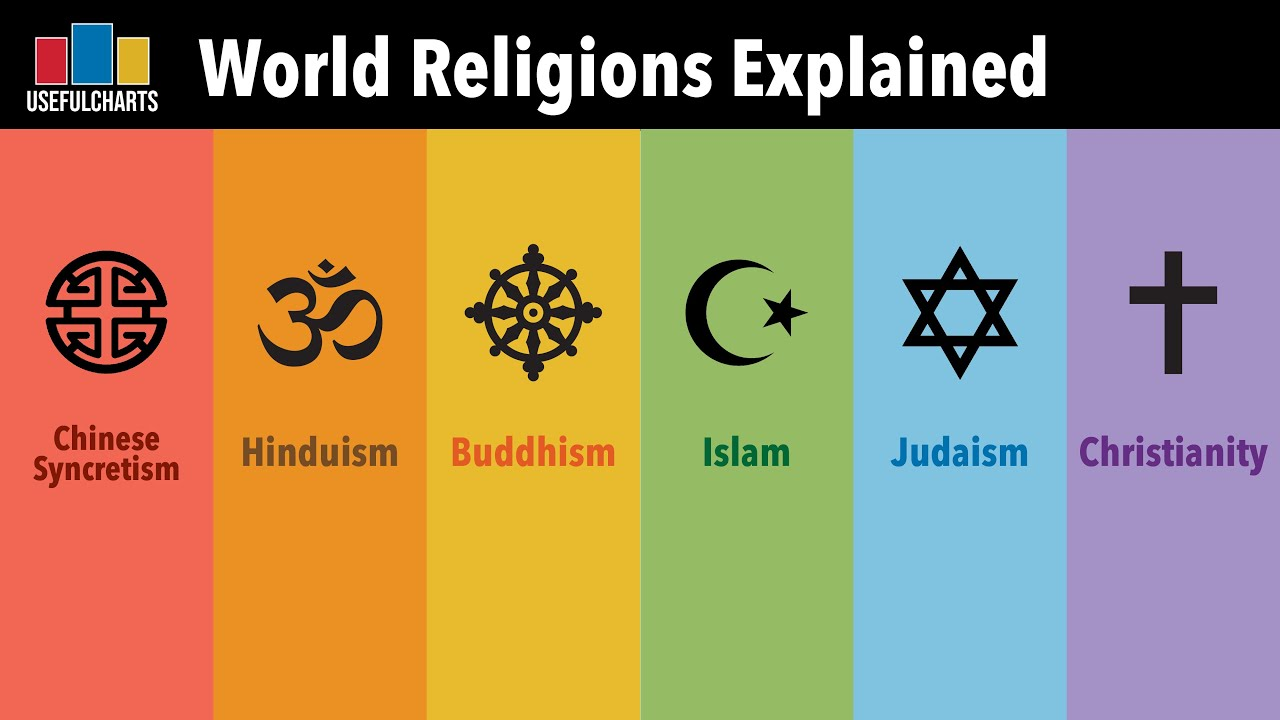 USEFULCHARTS
World Religions Explained
ॐ
Chinese
Syncretism
Hinduism
Buddhism
Islam
Judaism
Christianity